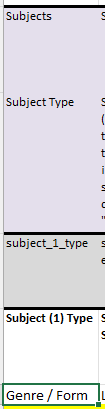 Subjects S
Subject Type S
(
t
t
i
s
c
"
subject_1_type s
e
Subject (1) Type S
S
Genre / Form L